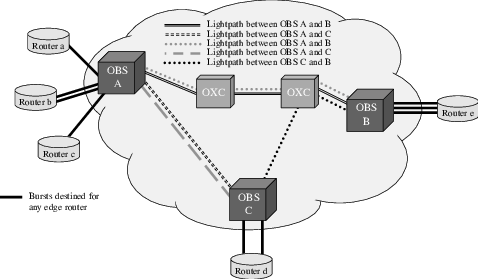 Lightpath between OBS A and B
Lightpath between OBS A and C
Lightpath between OBS A and B
Lightpath between OBS A and C
Lightpath between OBS C and B
Router a
OBS
A
Router b
OXC
OXC
OBS
B
Router e
Router c
OBS
C
Bursts destined for
any edge router
Router d